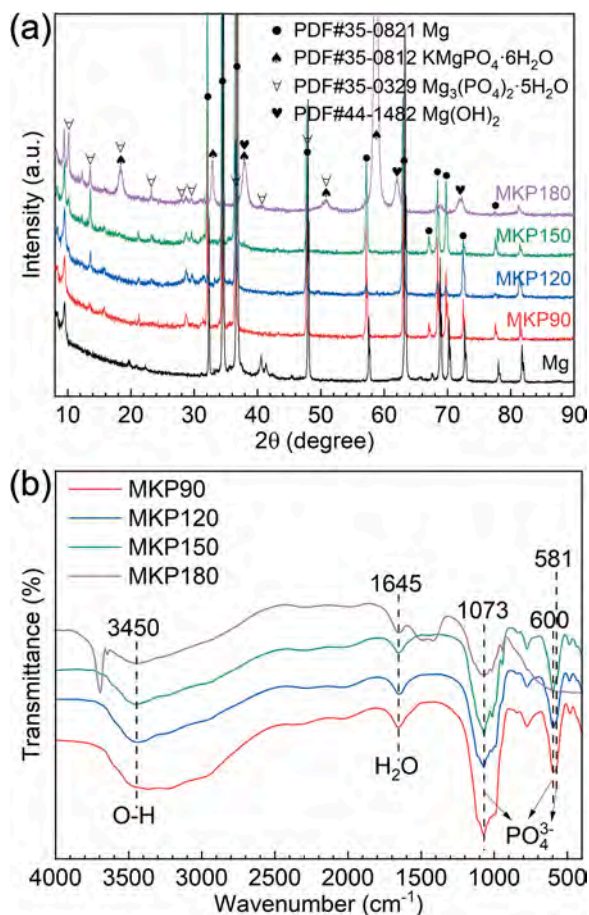 (a)
● PDF#35-0821 Mg
♠ PDF#35-0812 KMgPO₄·6H₂O
PDF#35-0329 Mg₃(PO₄)₂·5H₂O
♥ PDF#44-1482 Mg(OH)₂
Intensity (a.u.)
MKP180
MKP150
MKP120
MKP90
Mg
10 20 30 40 50 60 70 80 90
2θ (degree)
(b)
MKP90
MKP120
MKP150
MKP180
581
1645
1073
600
3450
Transmittance (%)
H₂O
O-H
PO₄³⁻
4000 3500 3000 2500 2000 1500 1000 500
Wavenumber (cm⁻¹)